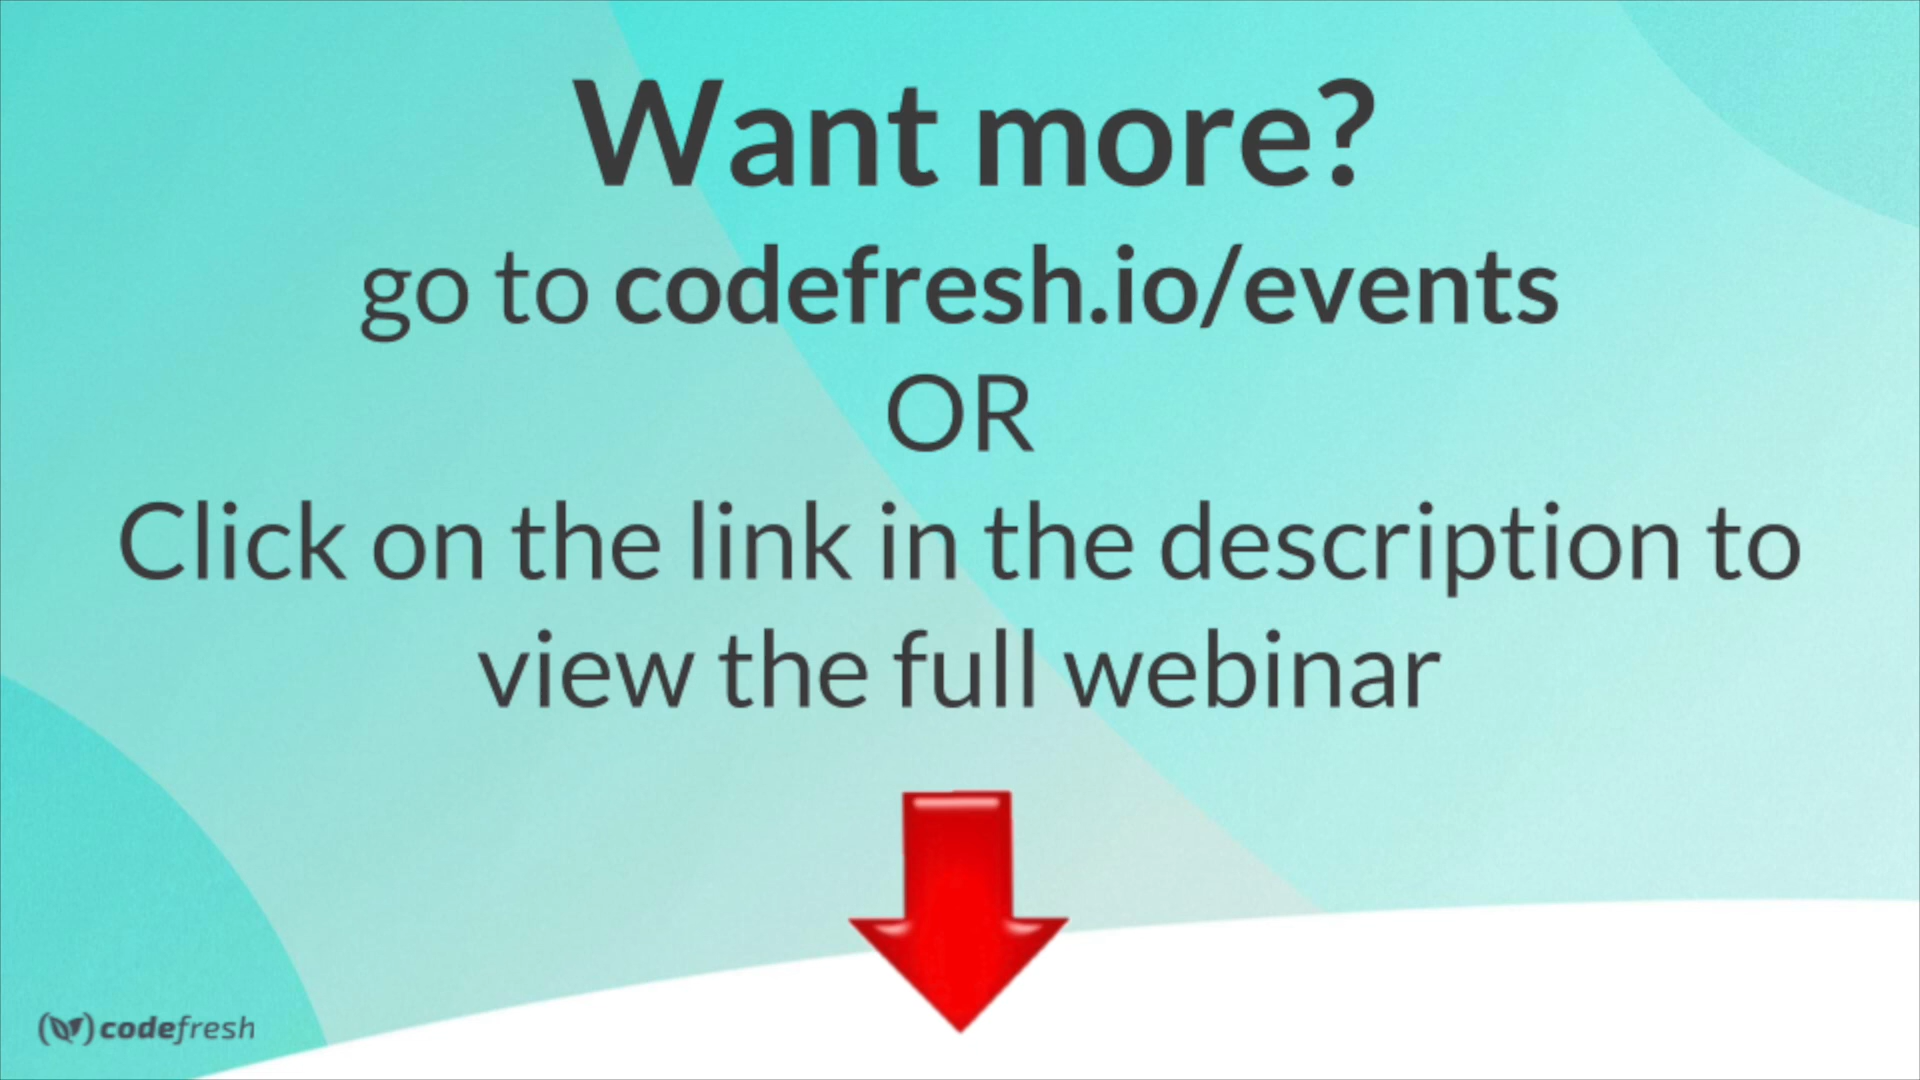 Want more?
go to codefresh.io/events
OR
Click on the link in the description to
view the full webinar
codefresh